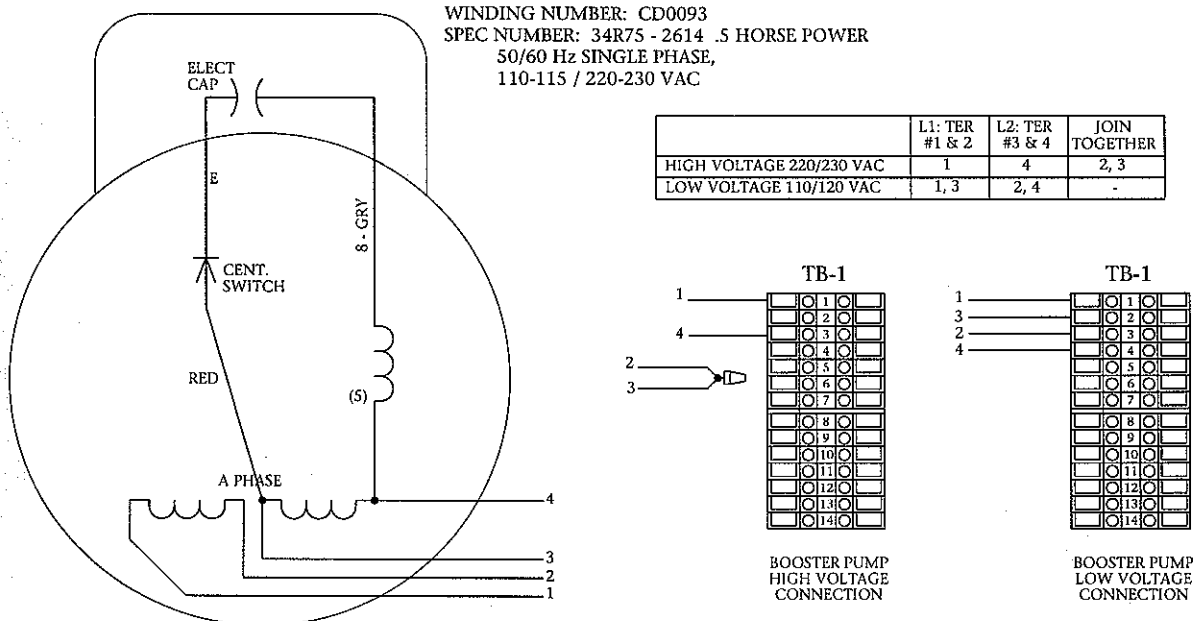 WINDING NUMBER: CD0093
SPEC NUMBER: 34R75 - 2614 .5 HORSE POWER
50/60 Hz SINGLE PHASE,
110-115 / 220-230 VAC
ELECT
CAP
E
8 - GRY
CENT.
SWITCH
RED
(5)
A PHASE
4
3
2
1
L1: TER
#1 & 2
L2: TER
#3 & 4
JOIN
TOGETHER
HIGH VOLTAGE 220/230 VAC 1 4 2, 3
LOW VOLTAGE 110/120 VAC 1, 3 2, 4 -
TB-1
1
4
2
3
1
2
3
4
5
6
7
8
9
10
11
12
13
14
BOOSTER PUMP
HIGH VOLTAGE
CONNECTION
TB-1
1
3
2
4
1
2
3
4
5
6
7
8
9
10
11
12
13
14
BOOSTER PUMP
LOW VOLTAGE
CONNECTION